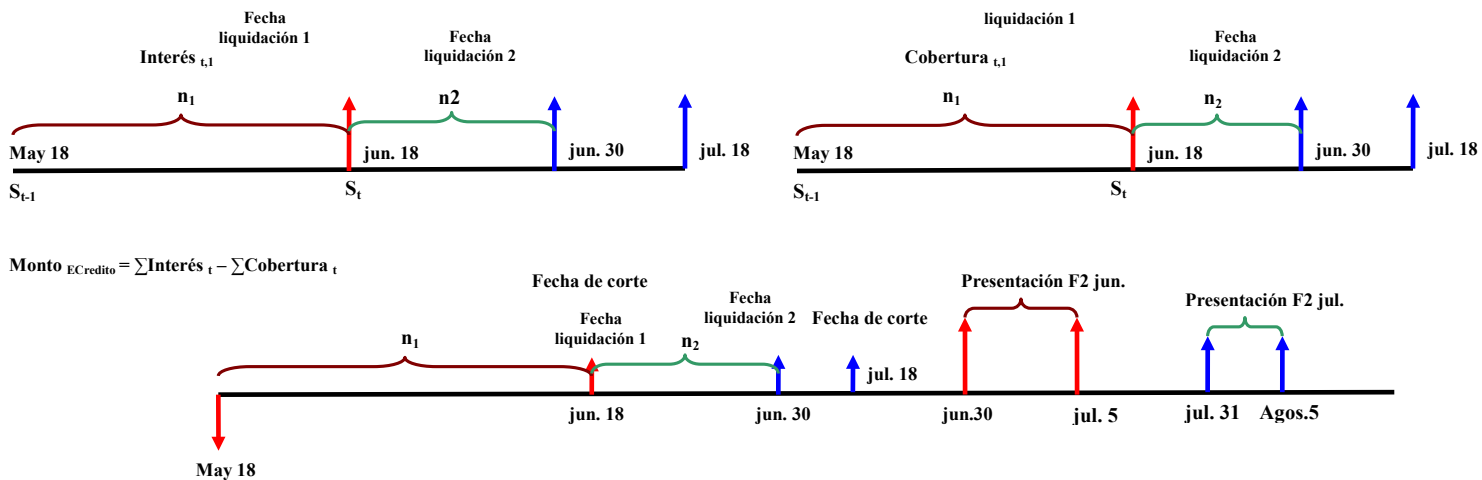 Fecha
liquidación 1
Interés t,1
Fecha
liquidación 2
n1
n2
May 18
jun. 18
jun. 30
jul. 18
St-1
St
liquidación 1
Cobertura t,1
Fecha
liquidación 2
n1
n2
May 18
jun. 18
jun. 30
jul. 18
St-1
St
Monto ECredito = ∑Interés t – ∑Cobertura t
Fecha de corte
Fecha
liquidación 1
Fecha
liquidación 2
Fecha de corte
Presentación F2 jun.
Presentación F2 jul.
n1
n2
jul. 18
jun. 18
jun. 30
jun.30
jul. 5
jul. 31
Agos.5
May 18